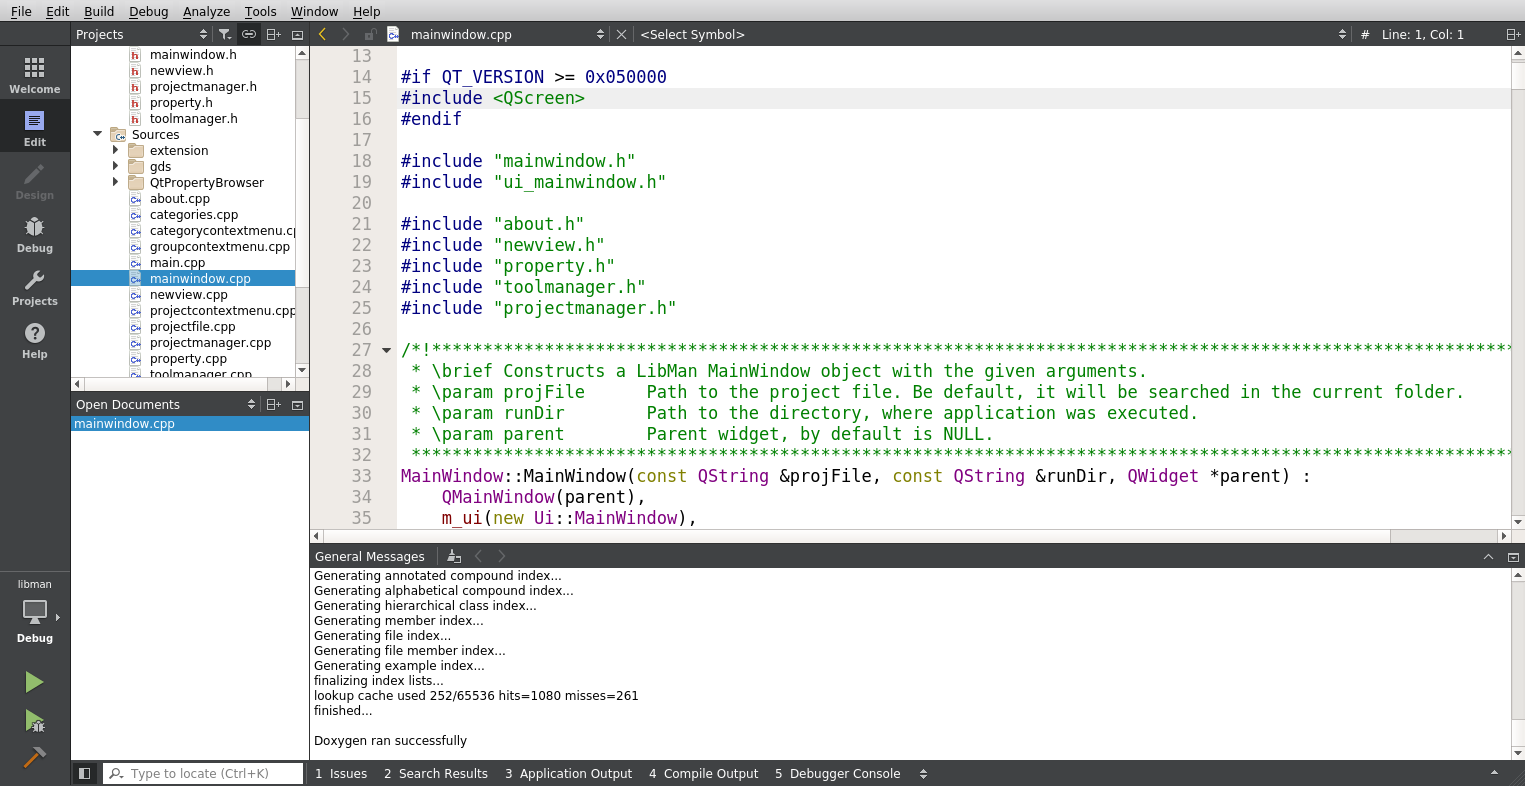 File Edit Build Debug Analyze Tools Window Help
Projects
mainwindow.cpp
<Select Symbol>
# Line: 1, Col: 1
Welcome
Edit
Design
Debug
Projects
Help
libman
Debug
mainwindow.h
newview.h
projectmanager.h
property.h
toolmanager.h
Sources
extension
gds
QtPropertyBrowser
about.cpp
categories.cpp
categorycontextmenu.cp
groupcontextmenu.cpp
main.cpp
mainwindow.cpp
newview.cpp
projectcontextmenu.cpp
projectfile.cpp
projectmanager.cpp
property.cpp
toolmanager.cpp
Open Documents
mainwindow.cpp
13
14 #if QT_VERSION >= 0x050000
15 #include <QScreen>
16 #endif
17
18 #include "mainwindow.h"
19 #include "ui_mainwindow.h"
20
21 #include "about.h"
22 #include "newview.h"
23 #include "property.h"
24 #include "toolmanager.h"
25 #include "projectmanager.h"
26
27 /*!**********************************************************************************************************
28 * \brief Constructs a LibMan MainWindow object with the given arguments.
29 * \param projFile      Path to the project file. Be default, it will be searched in the current folder.
30 * \param runDir        Path to the directory, where application was executed.
31 * \param parent        Parent widget, by default is NULL.
32 ************************************************************************************************************
33 MainWindow::MainWindow(const QString &projFile, const QString &runDir, QWidget *parent) :
34     QMainWindow(parent),
35     m_ui(new Ui::MainWindow),
General Messages
Generating annotated compound index...
Generating alphabetical compound index...
Generating hierarchical class index...
Generating member index...
Generating file index...
Generating file member index...
Generating example index...
finalizing index lists...
lookup cache used 252/65536 hits=1080 misses=261
finished...
Doxygen ran successfully
Type to locate (Ctrl+K)
1 Issues 2 Search Results 3 Application Output 4 Compile Output 5 Debugger Console